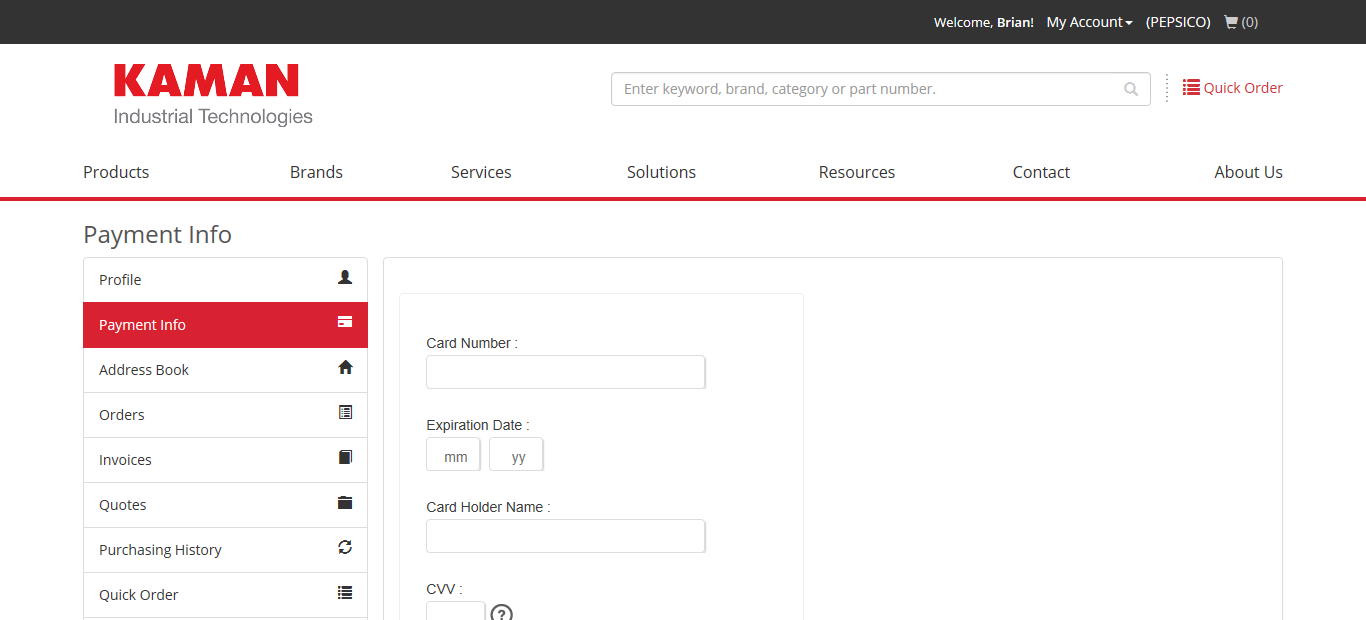 Welcome, Brian! My Account (PEPSICO) (0)
KAMAN
Industrial Technologies
Enter keyword, brand, category or part number.
Quick Order
Products Brands Services Solutions Resources Contact About Us
Payment Info
Profile
Payment Info
Address Book
Orders
Invoices
Quotes
Purchasing History
Quick Order
Card Number :
Expiration Date :
mm yy
Card Holder Name :
CVV :
?